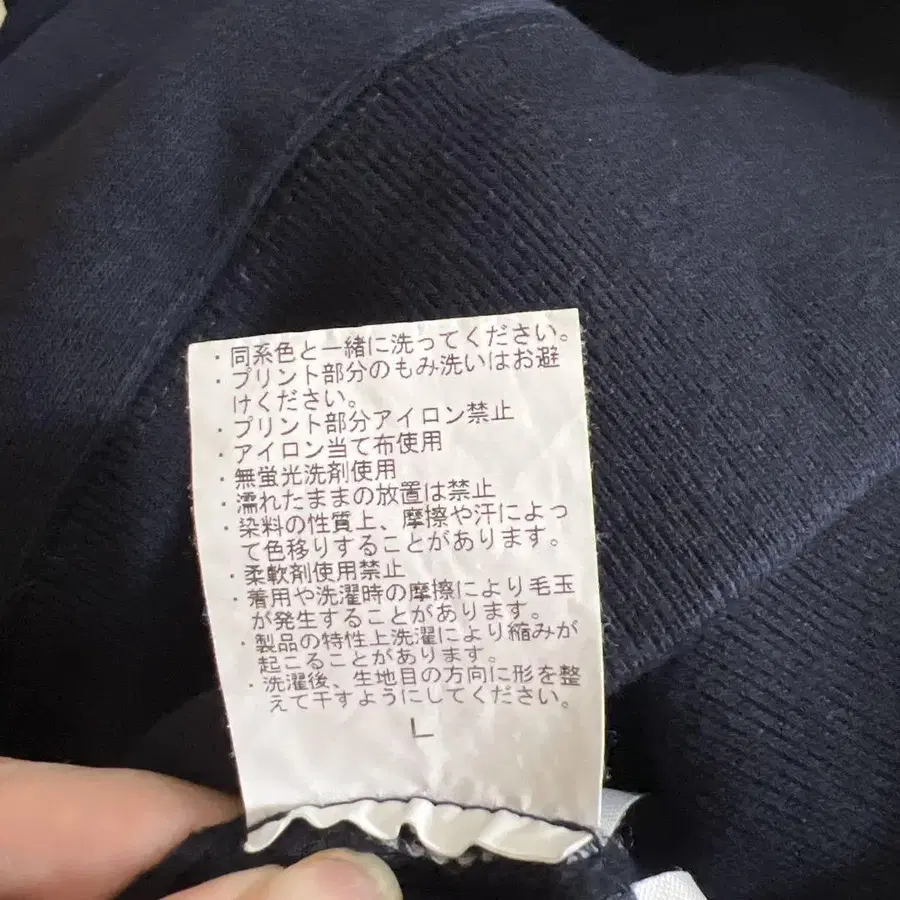 ・同系色と一緒に洗ってください。
・プリント部分のもみ洗いはお避
けください。
・プリント部分アイロン禁止
・アイロン当て布使用
・無蛍光洗剤使用
・濡れたままの放置は禁止
・染料の性質上、摩擦や汗によっ
て色移りすることがあります。
・柔軟剤使用禁止
・着用や洗濯時の摩擦により毛玉
が発生することがあります。
・製品の特性上洗濯により縮みが
起こることがあります。
・洗濯後、生地目の方向に形を整
えて干すようにしてください。
L